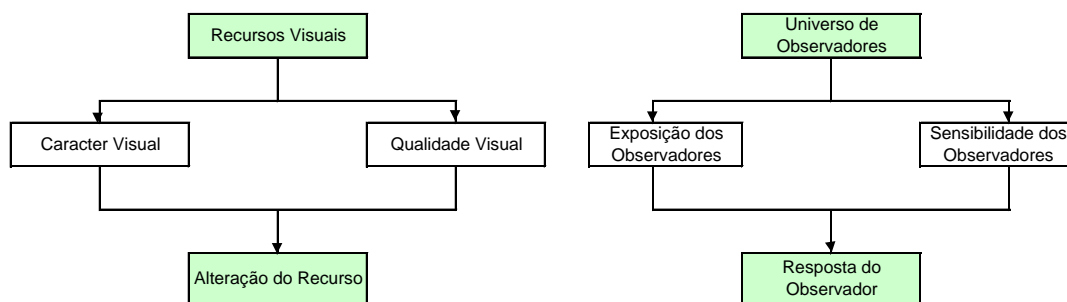 Recursos Visuais
Caracter Visual
Qualidade Visual
Alteração do Recurso
Universo de
Observadores
Exposição dos
Observadores
Sensibilidade dos
Observadores
Resposta do
Observador